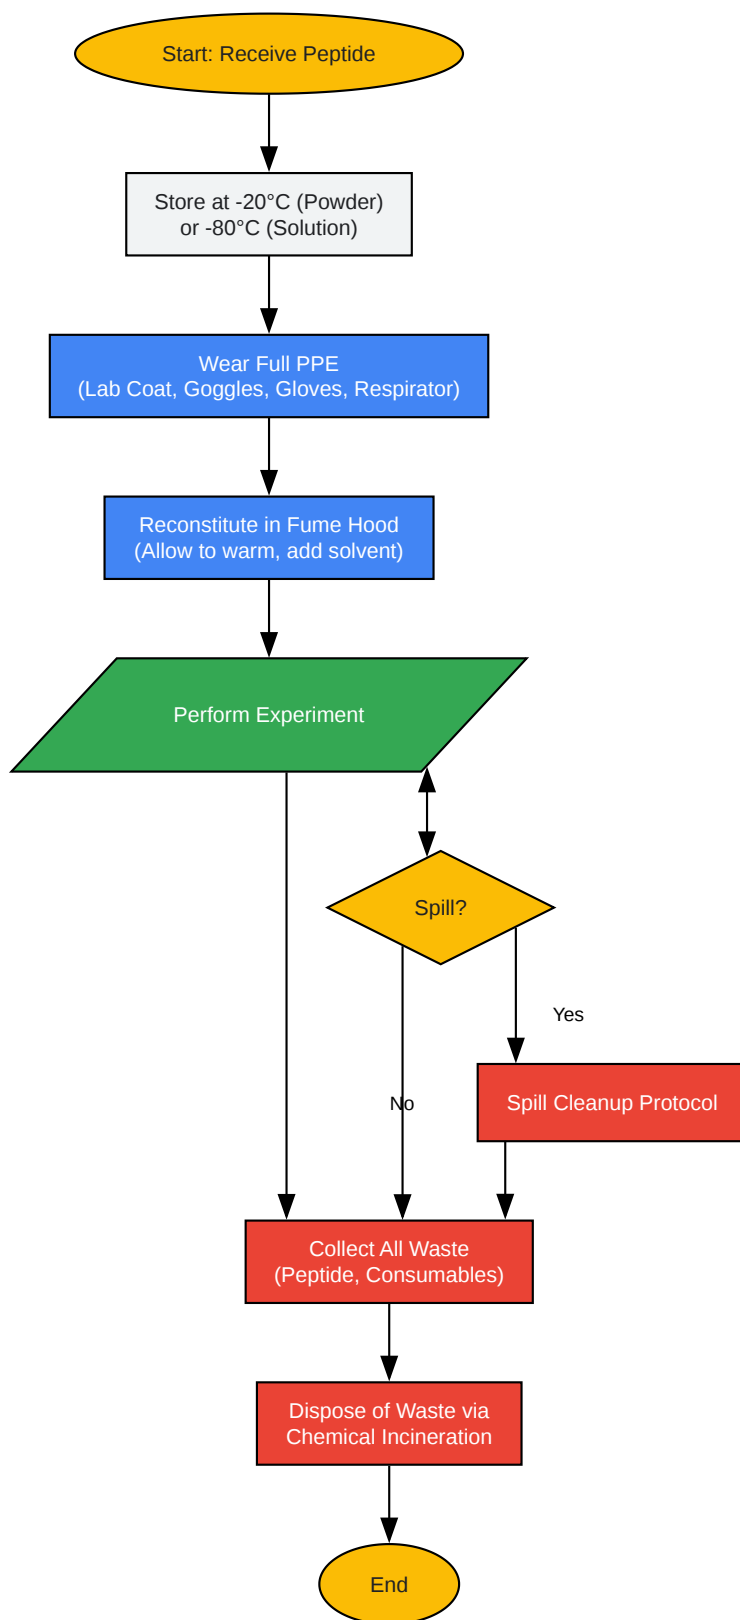 Start: Receive Peptide
Store at -20°C (Powder)
or -80°C (Solution)
Wear Full PPE
(Lab Coat, Goggles, Gloves, Respirator)
Reconstitute in Fume Hood
(Allow to warm, add solvent)
Perform Experiment
Spill?
Yes
No
Spill Cleanup Protocol
Collect All Waste
(Peptide, Consumables)
Dispose of Waste via
Chemical Incineration
End